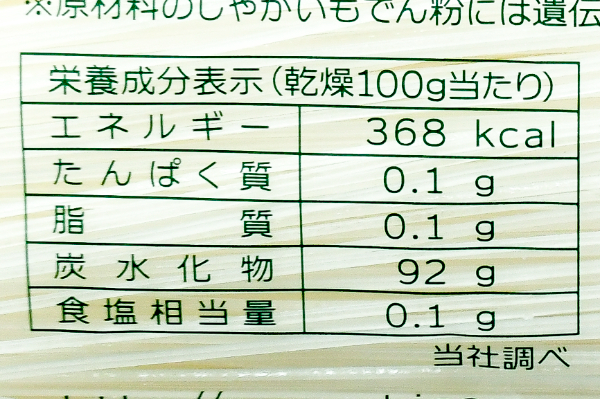 ※原材料のじゃがいもでん粉には遺伝
栄養成分表示(乾燥100g当たり)
エネルギー 368 kcal
たんぱく質 0.1 g
脂質 0.1 g
炭水化物 92 g
食塩相当量 0.1 g
当社調べ